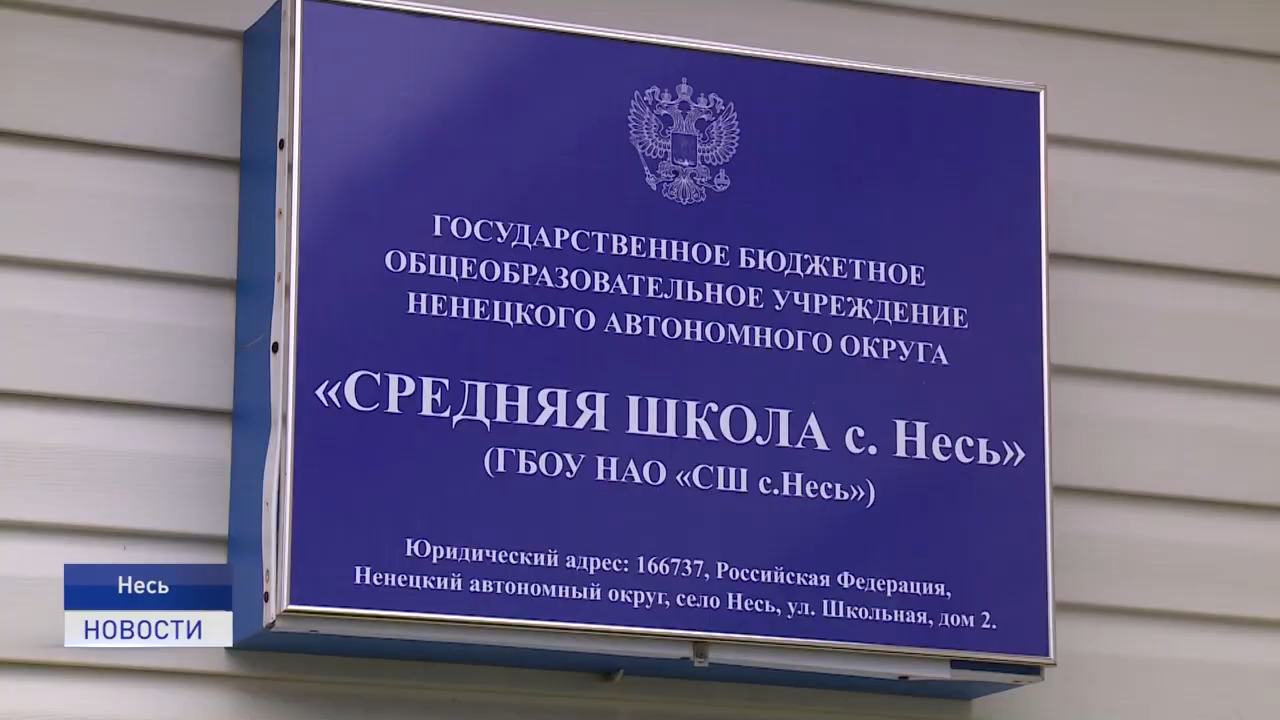 ГОСУДАРСТВЕННОЕ БЮДЖЕТНОЕ
ОБЩЕОБРАЗОВАТЕЛЬНОЕ УЧРЕЖДЕНИЕ
НЕНЕЦКОГО АВТОНОМНОГО ОКРУГА
«СРЕДНЯЯ ШКОЛА с. Несь»
(ГБОУ НАО «СШ с.Несь»)
Юридический адрес: 166737, Российская Федерация,
Ненецкий автономный округ, село Несь, ул. Школьная, дом 2.
Несь
НОВОСТИ